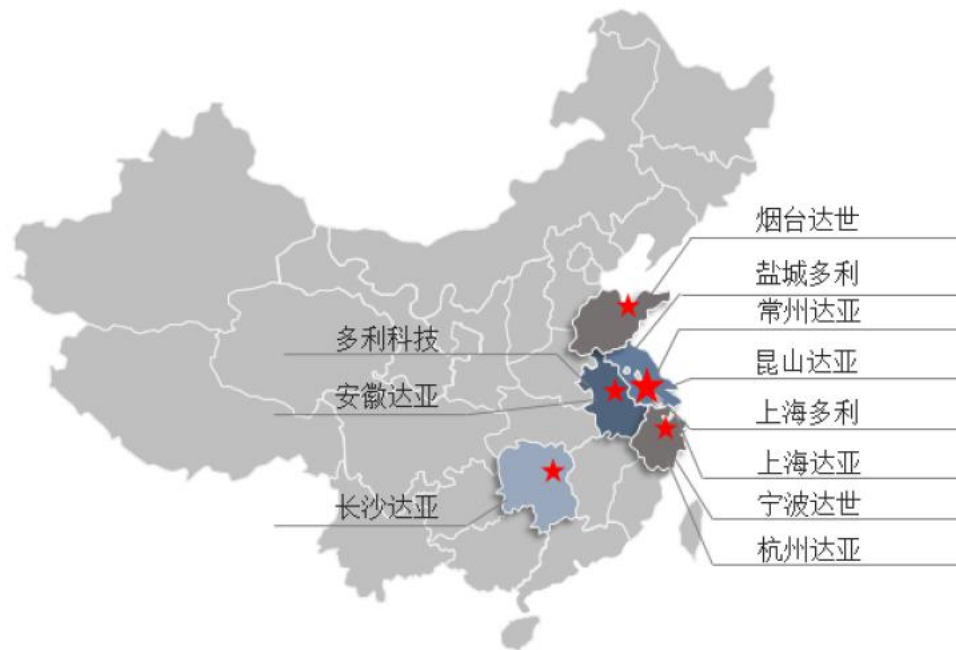 多利科技
安徽达亚
长沙达亚
烟台达世
盐城多利
常州达亚
昆山达亚
上海多利
上海达亚
宁波达世
杭州达亚